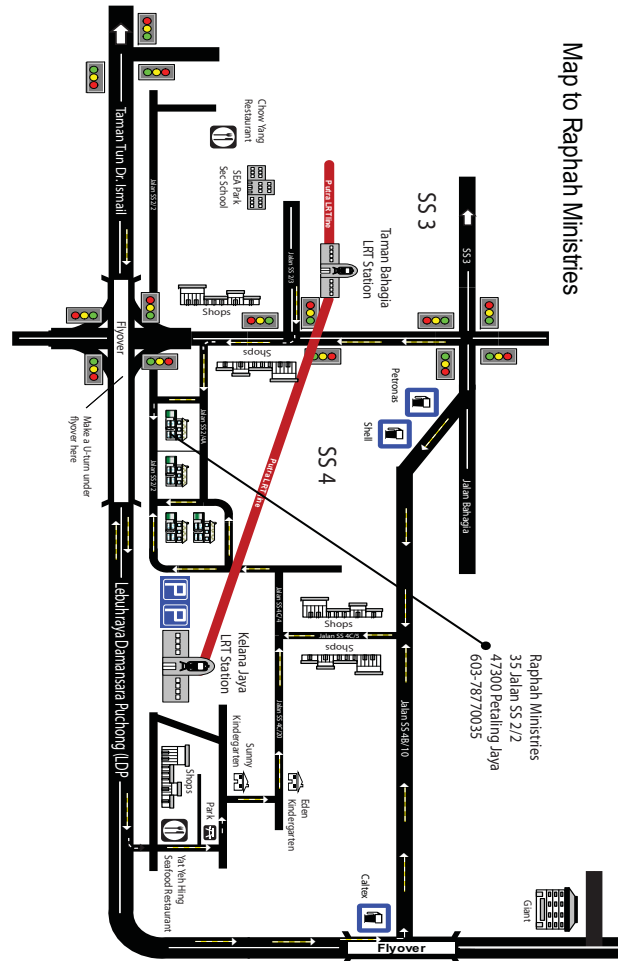 Map to Raphah Ministries
Raphah Ministries
35 Jalan SS 2/2
47300 Petaling Jaya
603-78770035
Giant
SS 3
SS3
Jalan Bahagia
Petronas
Shell
Jalan SS 4B/10
Caltex
Flyover
Taman Bahagia
LRT Station
Putra LRT line
SS 4
Putra LRT line
Jalan SS 2/3
Shops
Shops
Shops
Jalan SS 4C/5
Shops
Jalan SS 4C/4
Jalan SS 4C/20
Eden
Kindergarten
Sunny
Kindergarten
Chow Yang
Restaurant
SEA Park
Sec School
Jalan SS 2/2
Jalan SS 2/4A
Jalan SS 2/2
P
P
Kelana Jaya
LRT Station
Park
Shops
Yat Yeh Hing
Seafood Restaurant
Taman Tun Dr. Ismail
Flyover
Make a U-turn under
flyover here
Lebuhraya Damansara Puchong (LDP